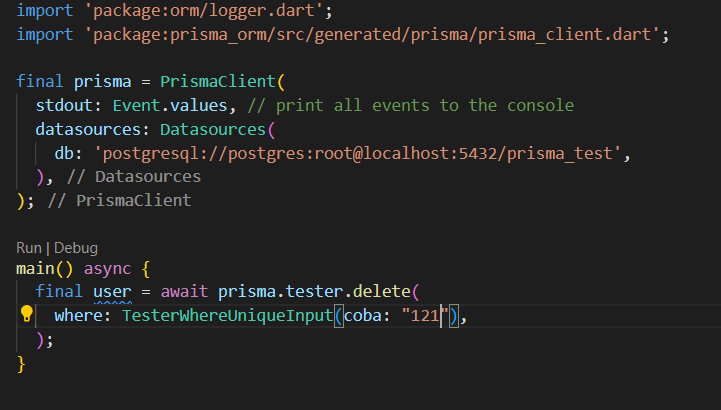 import 'package:orm/logger.dart';
import 'package:prisma_orm/src/generated/prisma/prisma_client.dart';
final prisma = PrismaClient(
stdout: Event.values, // print all events to the console
datasources: Datasources(
db: 'postgresql://postgres:root@localhost:5432/prisma_test',
), // Datasources
); // PrismaClient
Run | Debug
main() async {
final user = await prisma.tester.delete(
where: TesterWhereUniqueInput(coba: "121"),
);
}